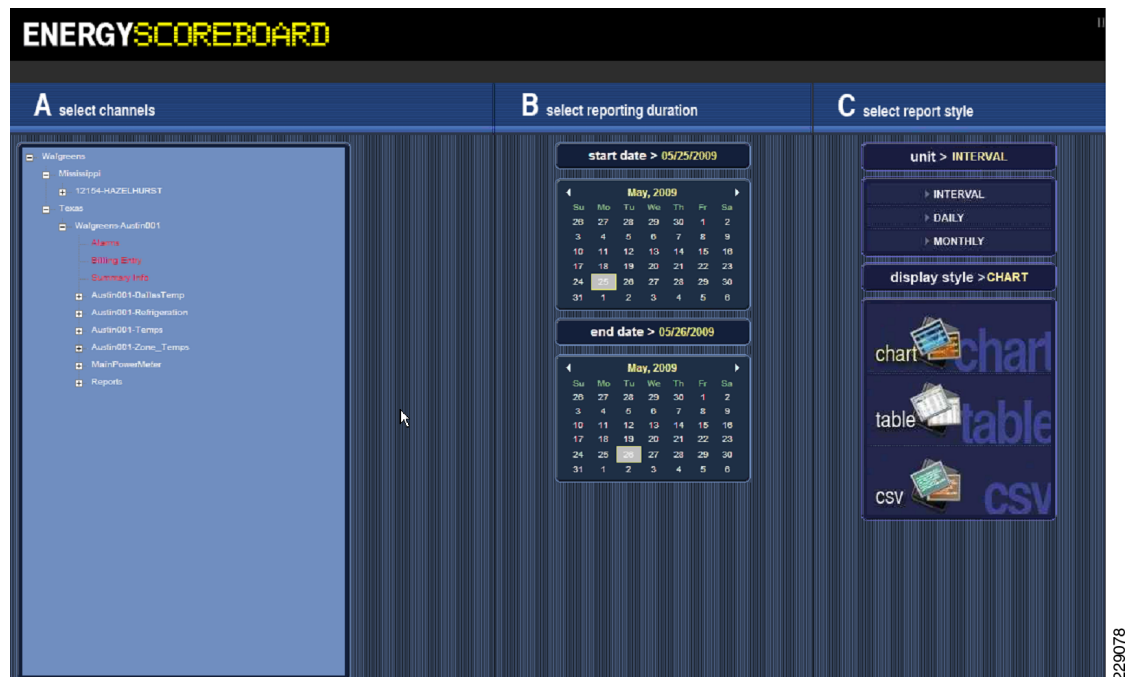 ENERGYSCOREBOARD
A select channels
B select reporting duration
C select report style
Walgreens
Mississippi
12154-HAZELHURST
Texas
Walgreens-Austin001
Alarms
Billing Entry
Summary Info
Austin001-DallasTemp
Austin001-Refrigeration
Austin001-Temps
Austin001-Zone_Temps
MainPowerMeter
Reports
start date > 05/25/2009
May, 2009
Su Mo Tu We Th Fr Sa
26 27 28 29 30 1 2
3 4 5 6 7 8 9
10 11 12 13 14 15 16
17 18 19 20 21 22 23
24 25 26 27 28 29 30
31 1 2 3 4 5 6
end date > 05/26/2009
May, 2009
Su Mo Tu We Th Fr Sa
26 27 28 29 30 1 2
3 4 5 6 7 8 9
10 11 12 13 14 15 16
17 18 19 20 21 22 23
24 25 26 27 28 29 30
31 1 2 3 4 5 6
unit > INTERVAL
INTERVAL
DAILY
MONTHLY
display style >CHART
chart chart
table table
csv csv
229078